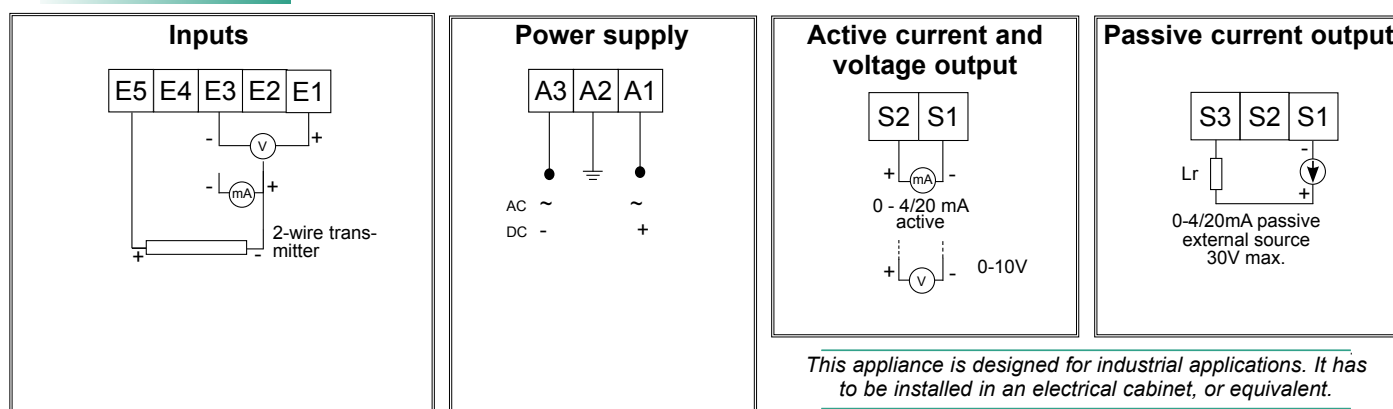 Inputs
E5 E4 E3 E2 E1
- V +
- mA +
2-wire trans-
mitter
+ -
Power supply
A3 A2 A1
AC ~ ~
DC - +
Active current and
voltage output
S2 S1
+ mA -
0 - 4/20 mA
active
+ V - 0-10V
Passive current output
S3 S2 S1
-
Lr
+
0-4/20mA passive
external source
30V max.
This appliance is designed for industrial applications. It has
to be installed in an electrical cabinet, or equivalent.